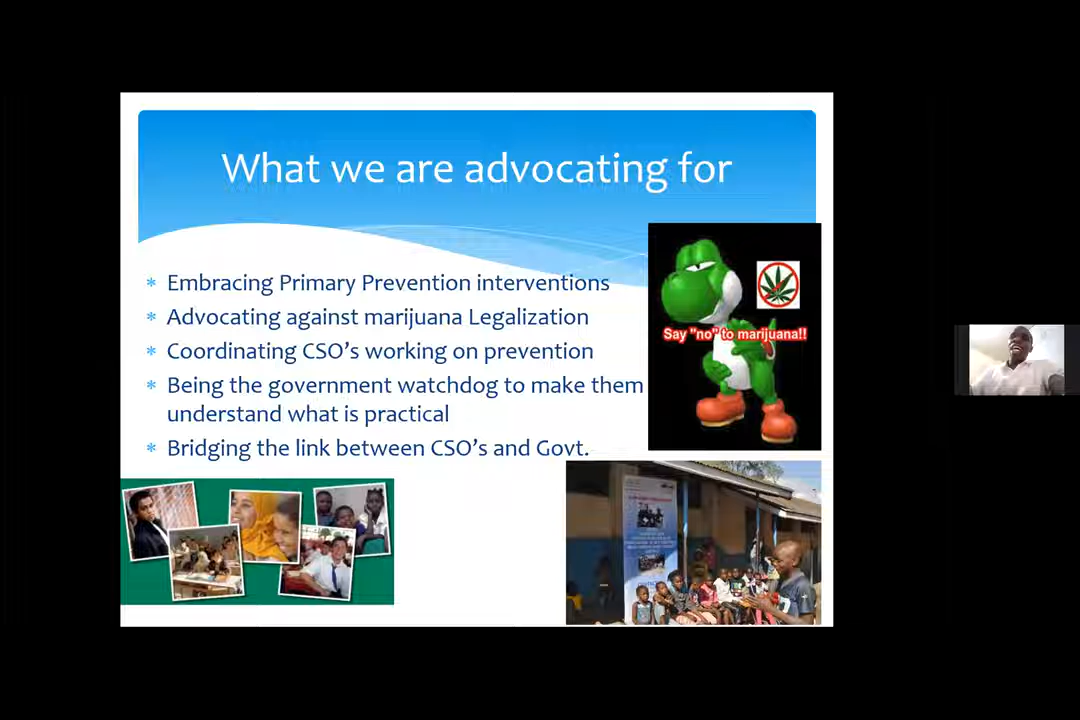 What we are advocating for
* Embracing Primary Prevention interventions
* Advocating against marijuana Legalization
* Coordinating CSO's working on prevention
* Being the government watchdog to make them
understand what is practical
* Bridging the link between CSO's and Govt.
Say "no" to marijuana!!